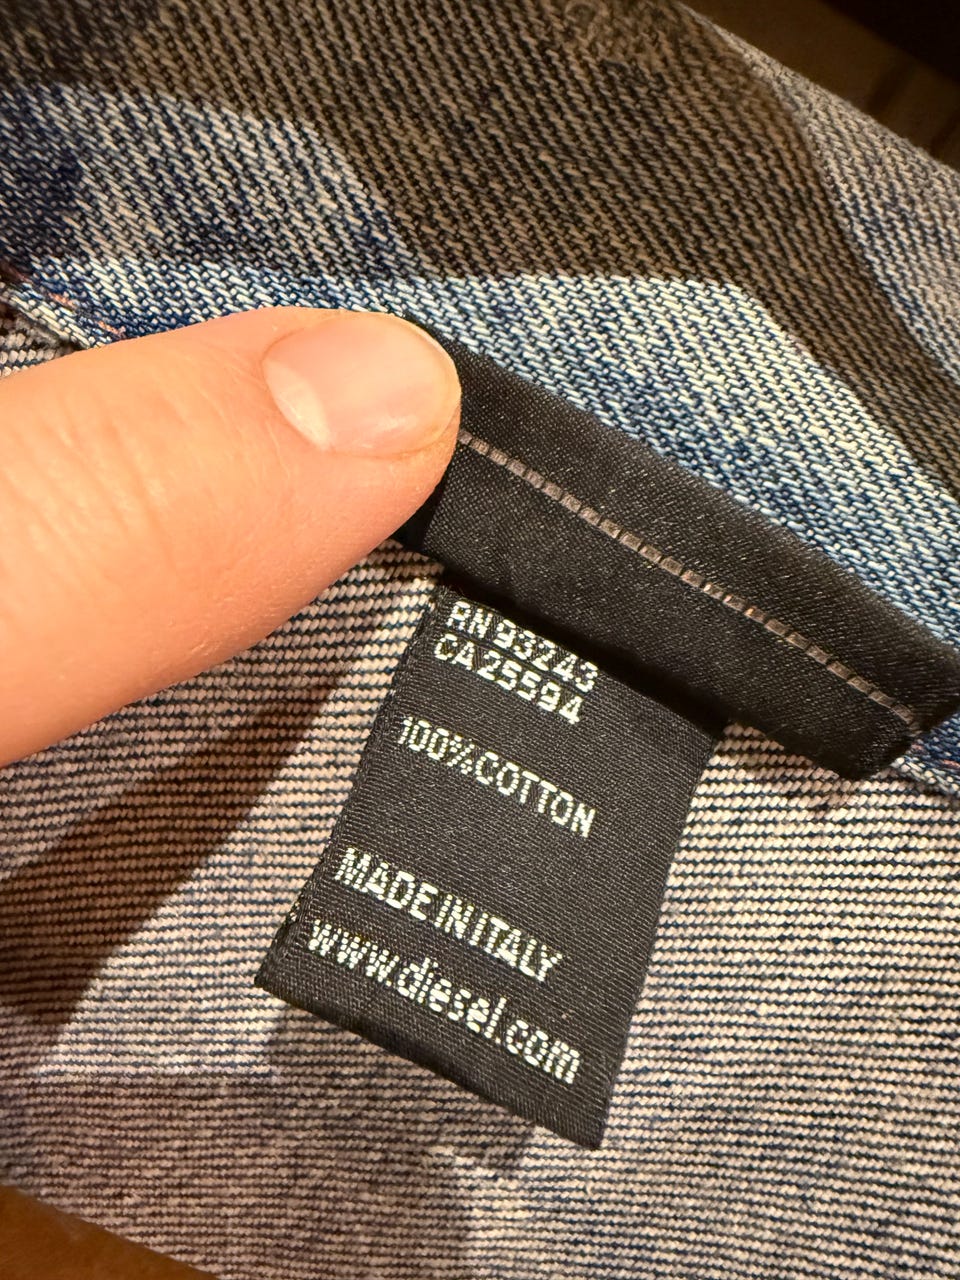 RN 93243
CA 25594
100% COTTON
MADE IN ITALY
www.diesel.com